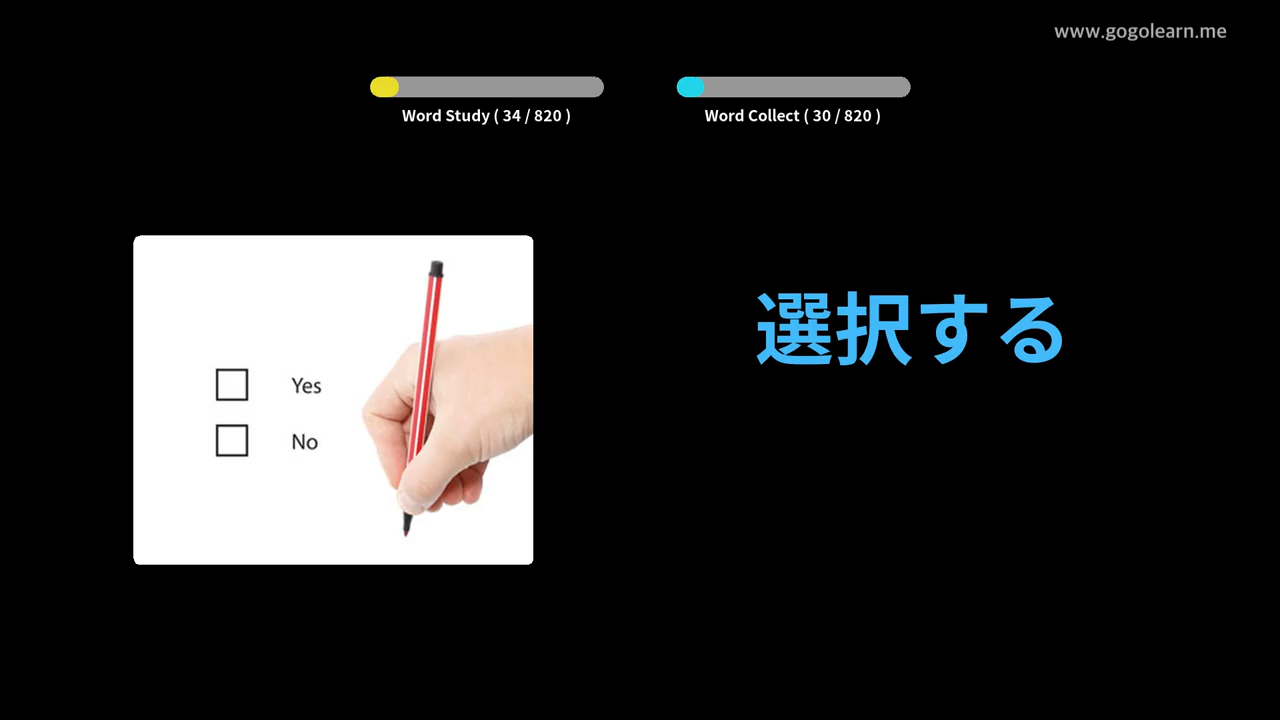 www.gogolearn.me
Word Study ( 34 / 820 )
Word Collect ( 30 / 820 )
選択する
Yes
No